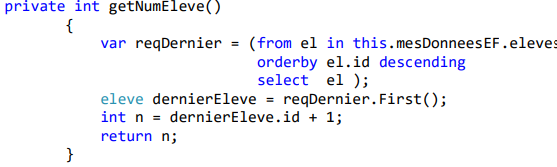 private int getNumEleve()
{
var reqDernier = (from el in this.mesDonneesEF.eleves
orderby el.id descending
select el );
eleve dernierEleve = reqDernier.First();
int n = dernierEleve.id + 1;
return n;
}